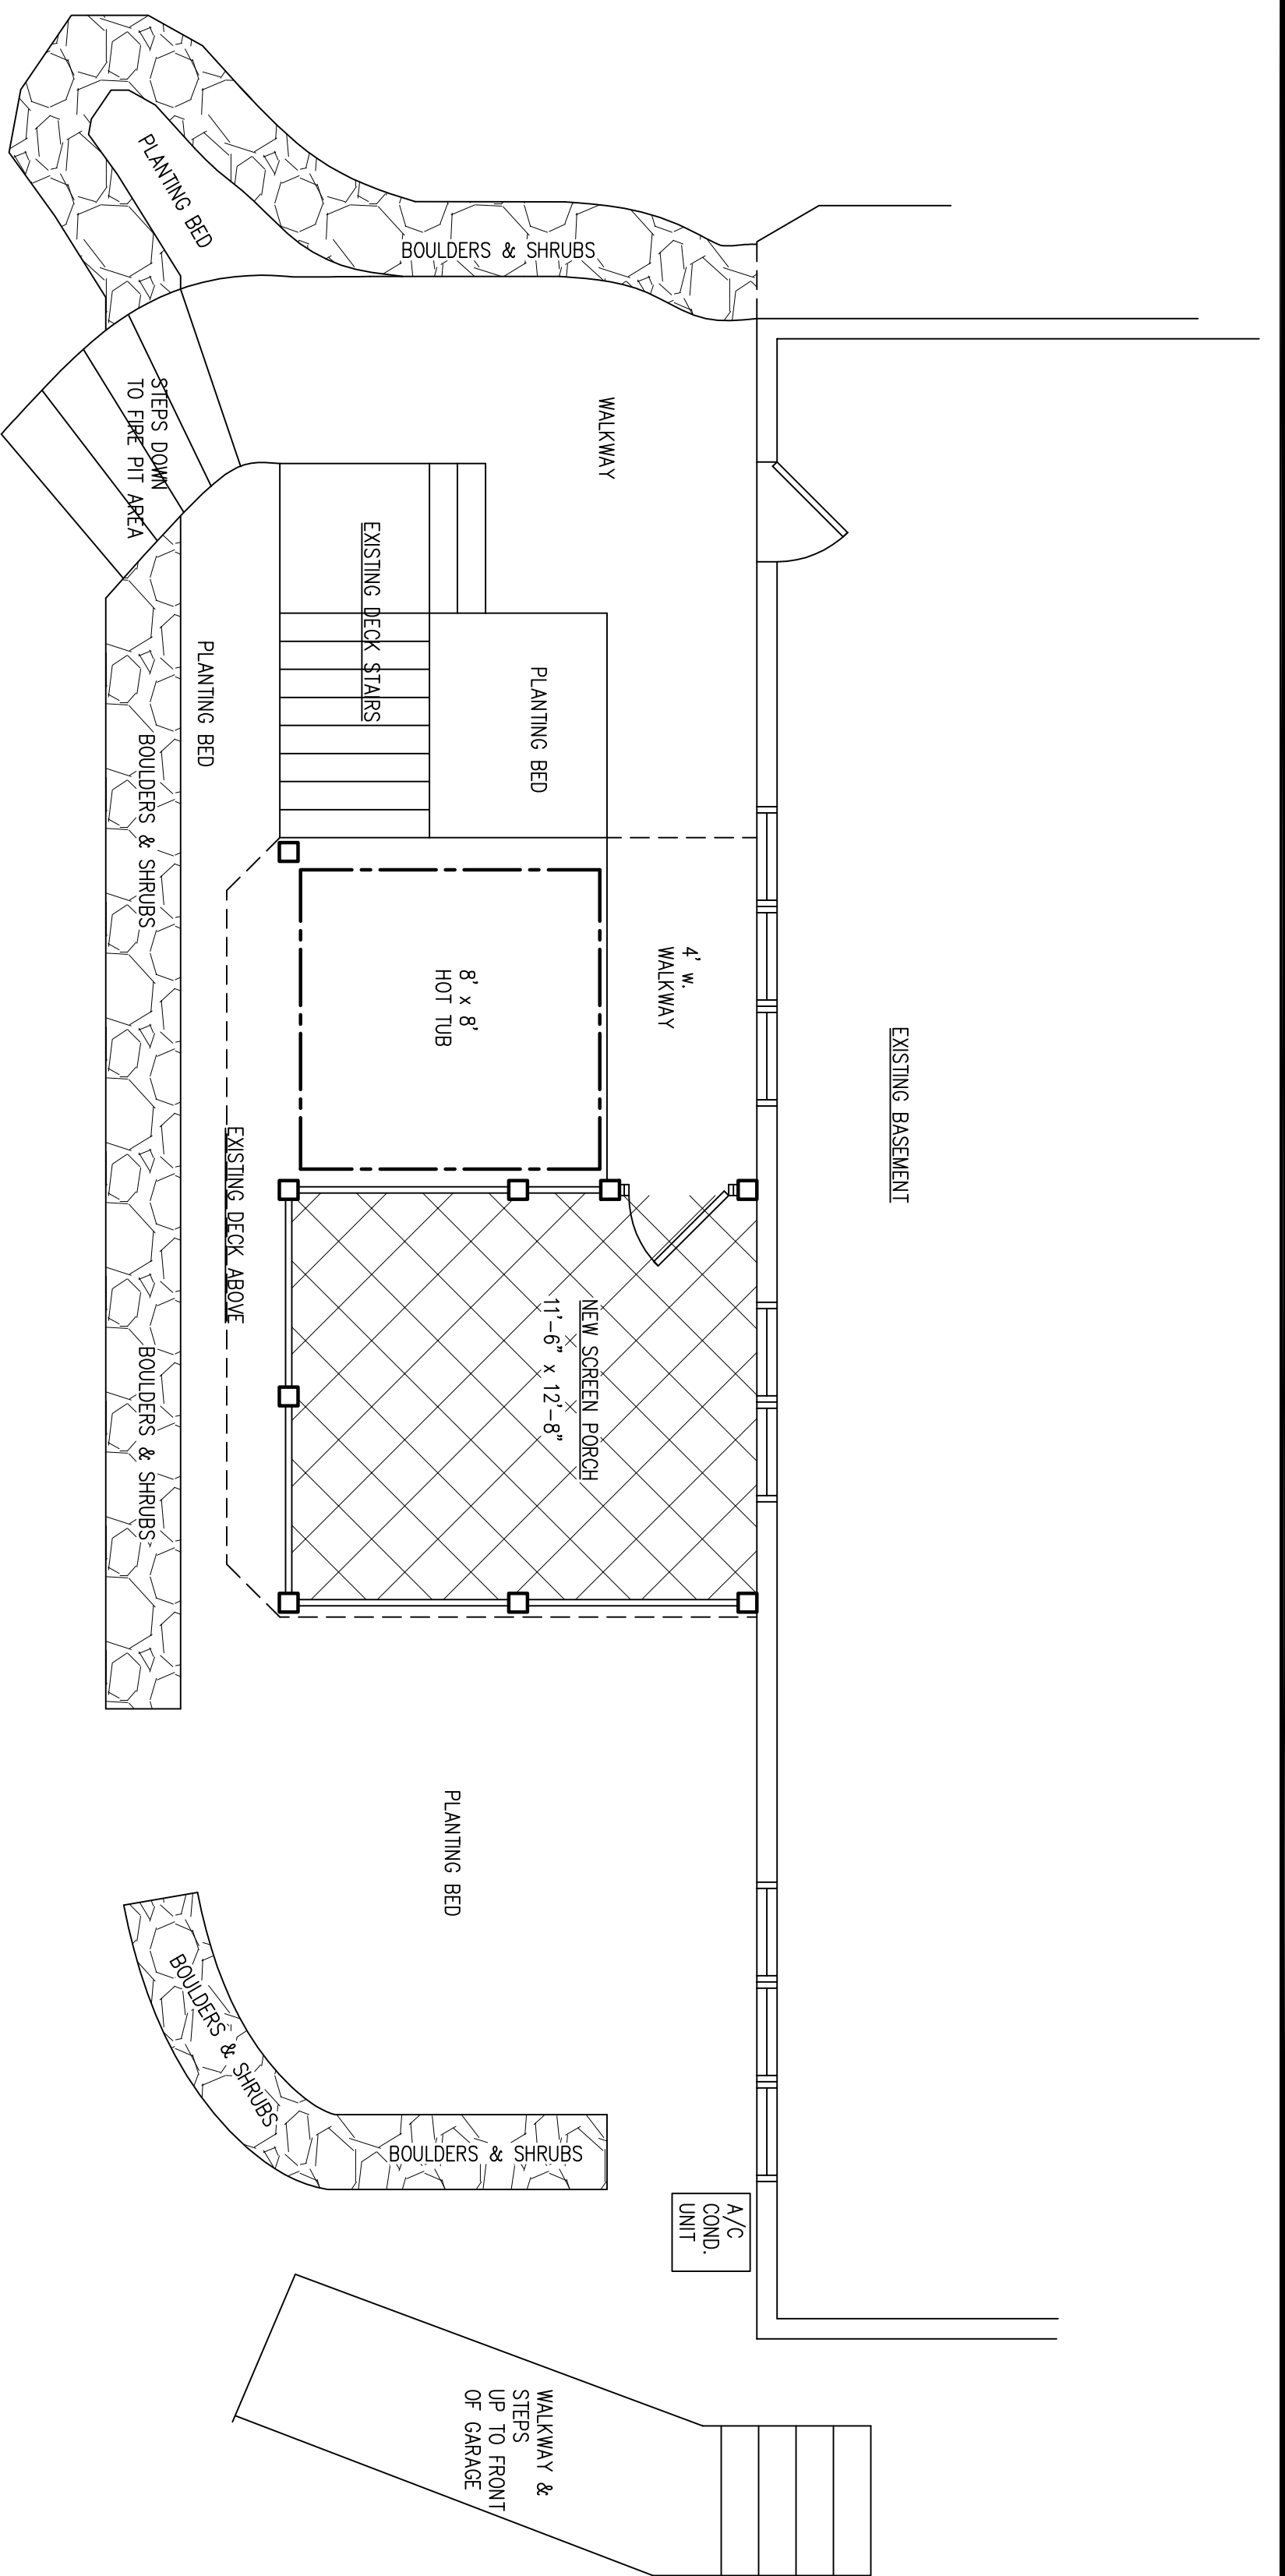 PLANTING BED
BOULDERS & SHRUBS
STEPS DOWN
TO FIRE PIT AREA
WALKWAY
EXISTING DECK STAIRS
PLANTING BED
PLANTING BED
BOULDERS & SHRUBS
4' w.
WALKWAY
8' x 8'
HOT TUB
EXISTING BASEMENT
EXISTING DECK ABOVE
NEW SCREEN PORCH
11'-6" x 12'-8"
BOULDERS & SHRUBS
PLANTING BED
BOULDERS & SHRUBS
BOULDERS & SHRUBS
A/C
COND.
UNIT
WALKWAY &
STEPS
UP TO FRONT
OF GARAGE